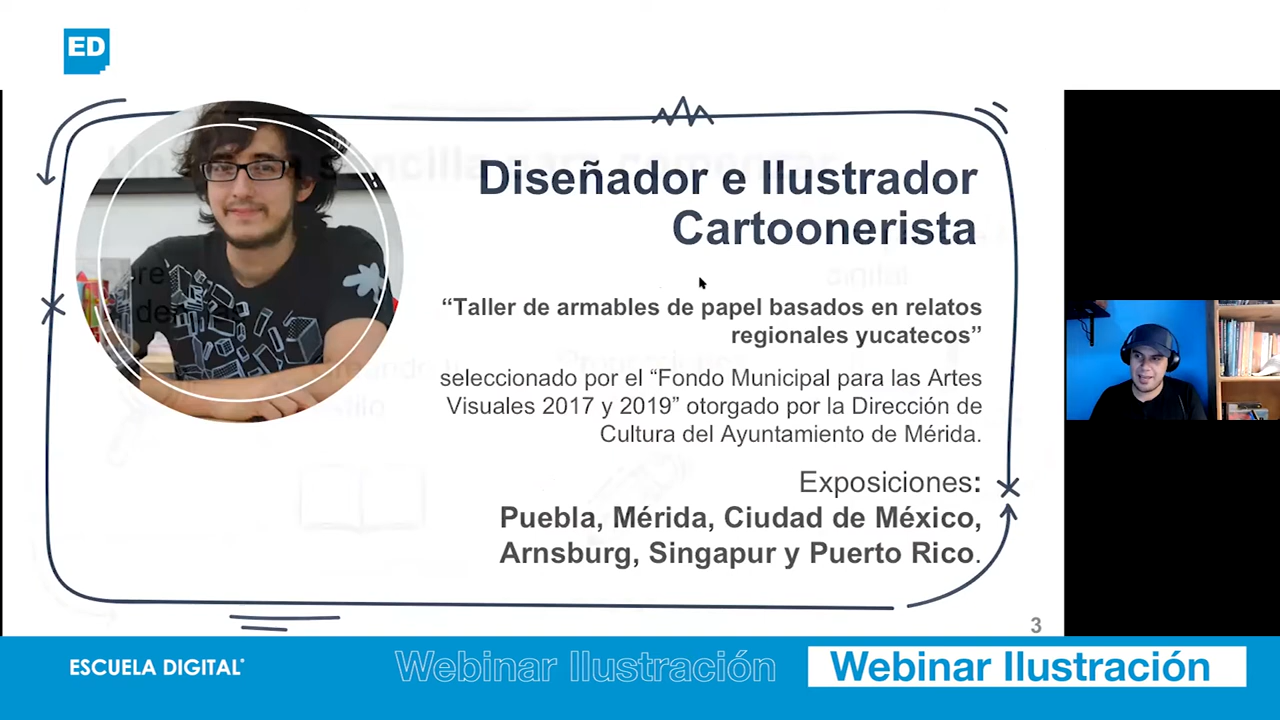 ED
Diseñador e Ilustrador
Cartoonerista
“Taller de armables de papel basados en relatos
regionales yucatecos”
seleccionado por el “Fondo Municipal para las Artes
Visuales 2017 y 2019” otorgado por la Dirección de
Cultura del Ayuntamiento de Mérida.
Exposiciones:
Puebla, Mérida, Ciudad de México,
Arnsburg, Singapur y Puerto Rico.
3
ESCUELA DIGITAL
Webinar Ilustración
Webinar Ilustración